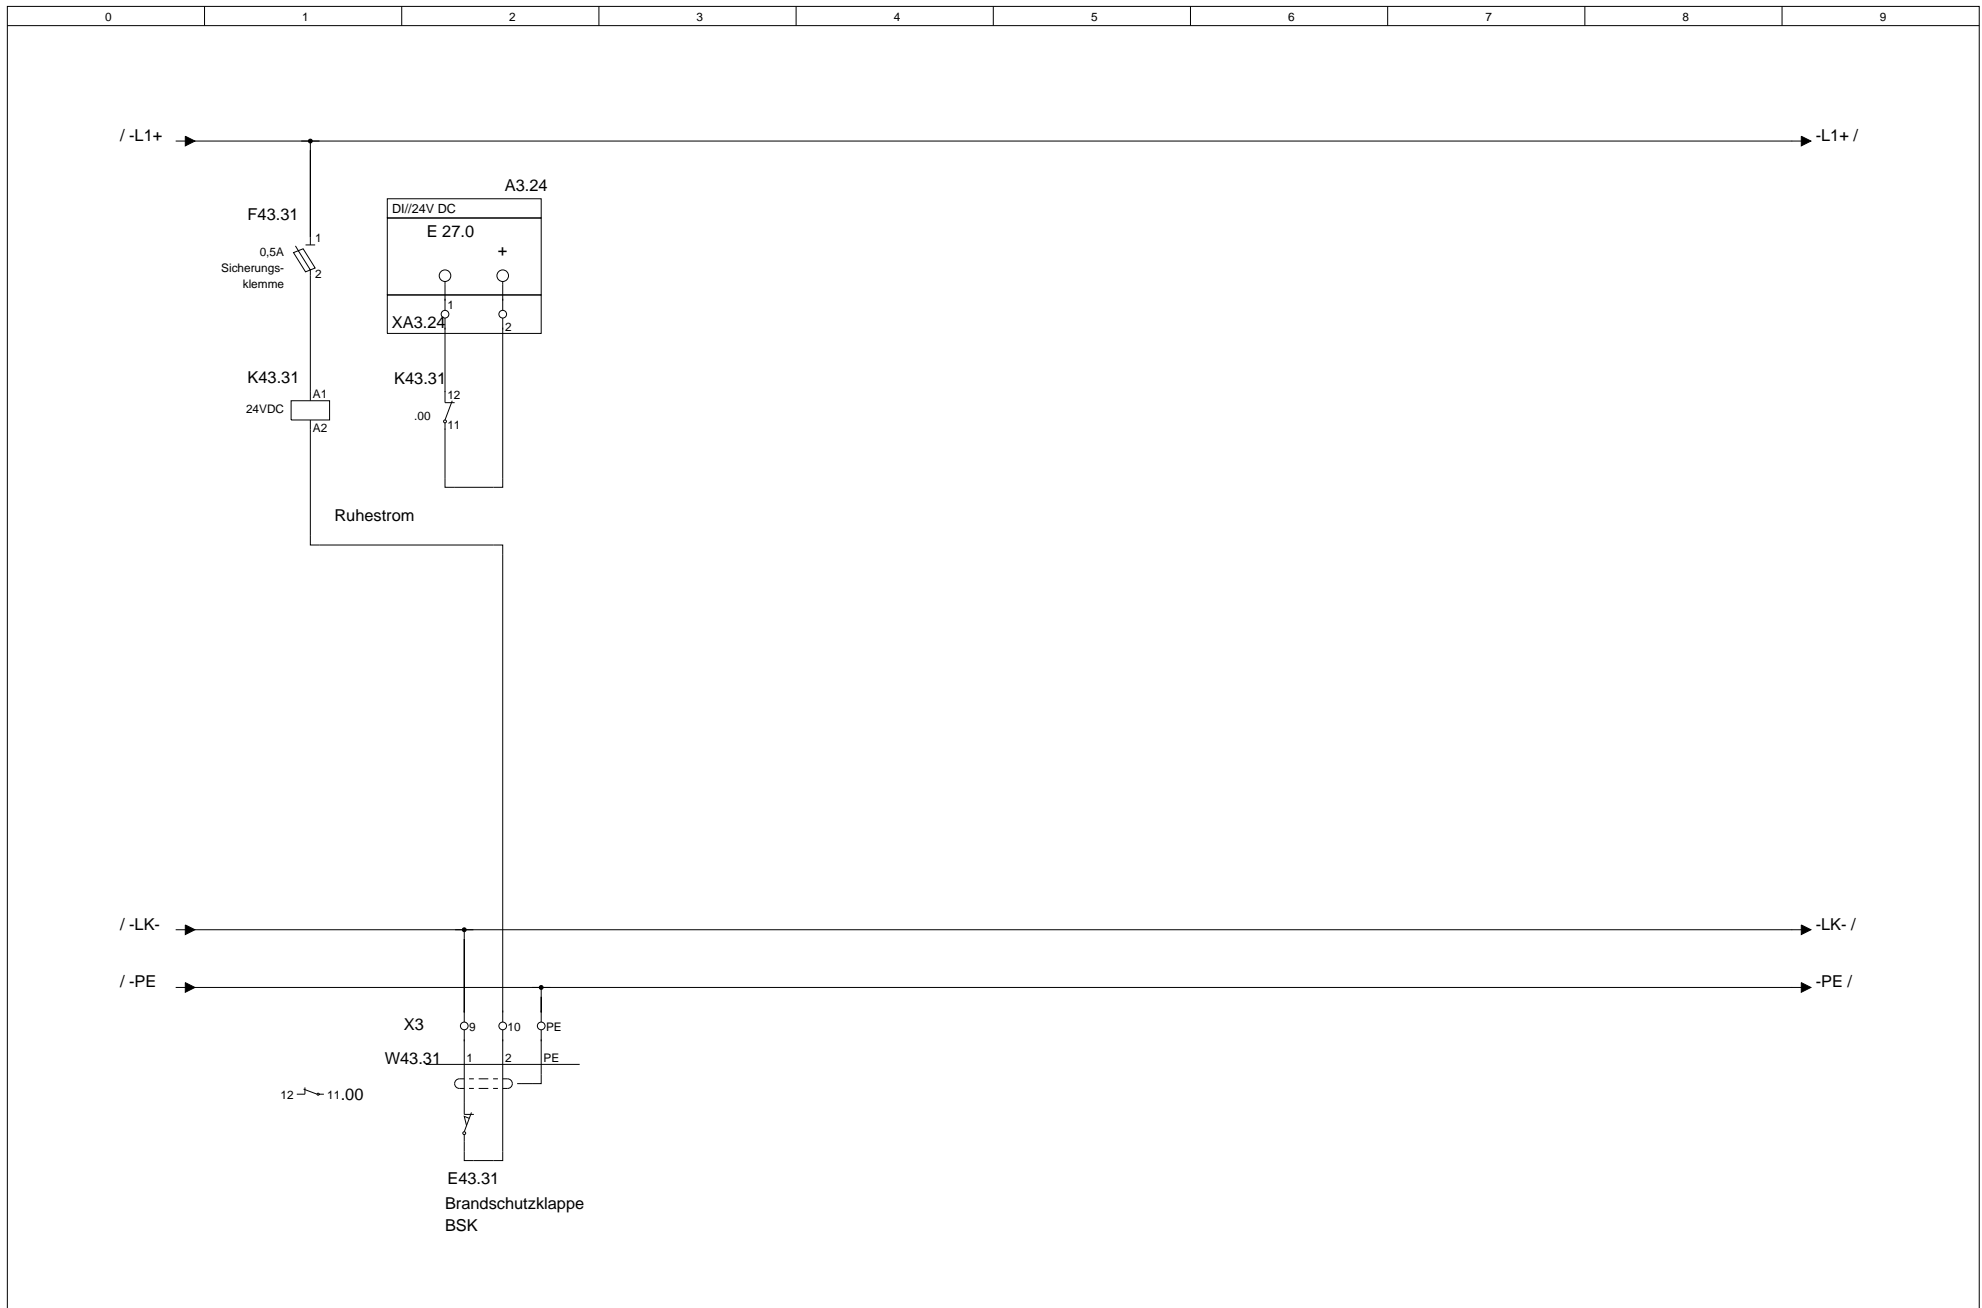 0 1 2 3 4 5 6 7 8 9
/ -L1+
-L1+ /
A3.24
DI//24V DC
F43.31
E 27.0
1
+
0,5A
Sicherungs-
2
klemme
1
XA3.24
2
K43.31
K43.31
A1
12
24VDC
.00
11
A2
Ruhestrom
/ -LK-
-LK- /
/ -PE
-PE /
X3
9
10
PE
W43.31
1
2
PE
12
11
.00
E43.31
Brandschutzklappe
BSK